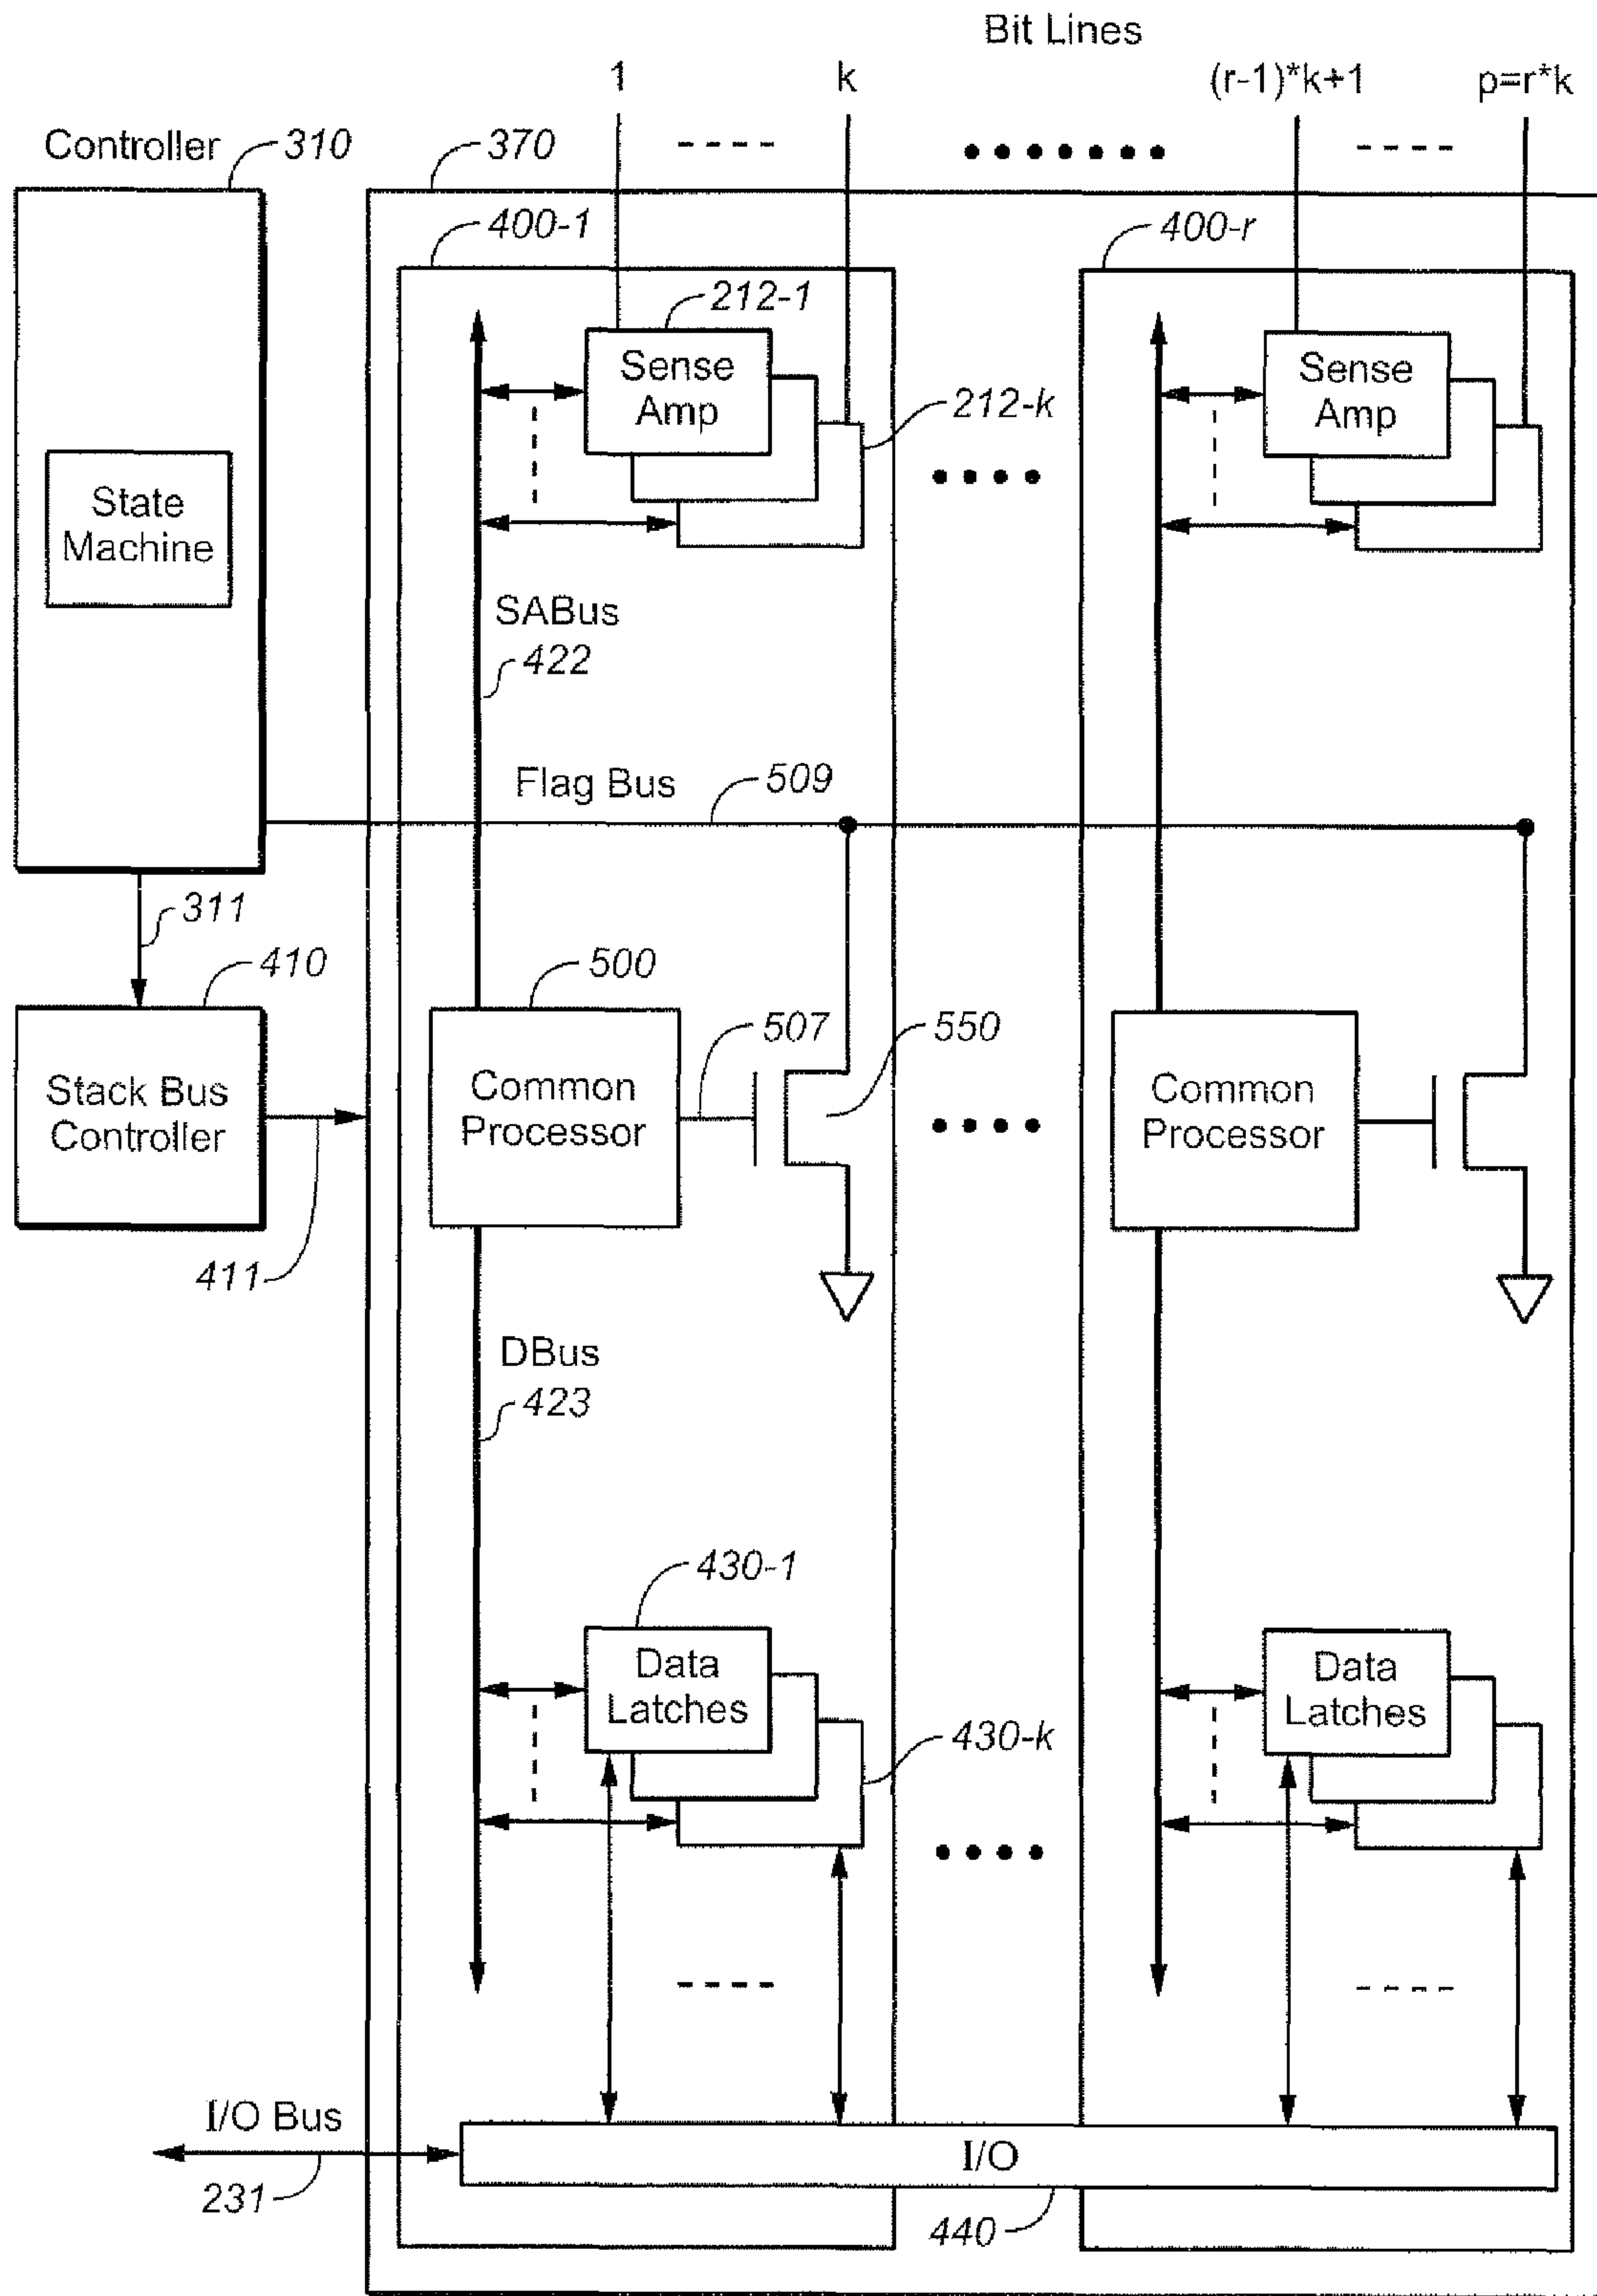 Bit Lines
1
k
(r-1)*k+1
p=r*k
Controller
310
370
400-1
400-r
212-1
Sense
Amp
Sense
Amp
212-k
State
Machine
SABus
422
Flag Bus
509
311
410
500
507
550
Stack Bus
Controller
Common
Processor
Common
Processor
411
DBus
423
430-1
Data
Latches
Data
Latches
430-k
I/O Bus
I/O
231
440